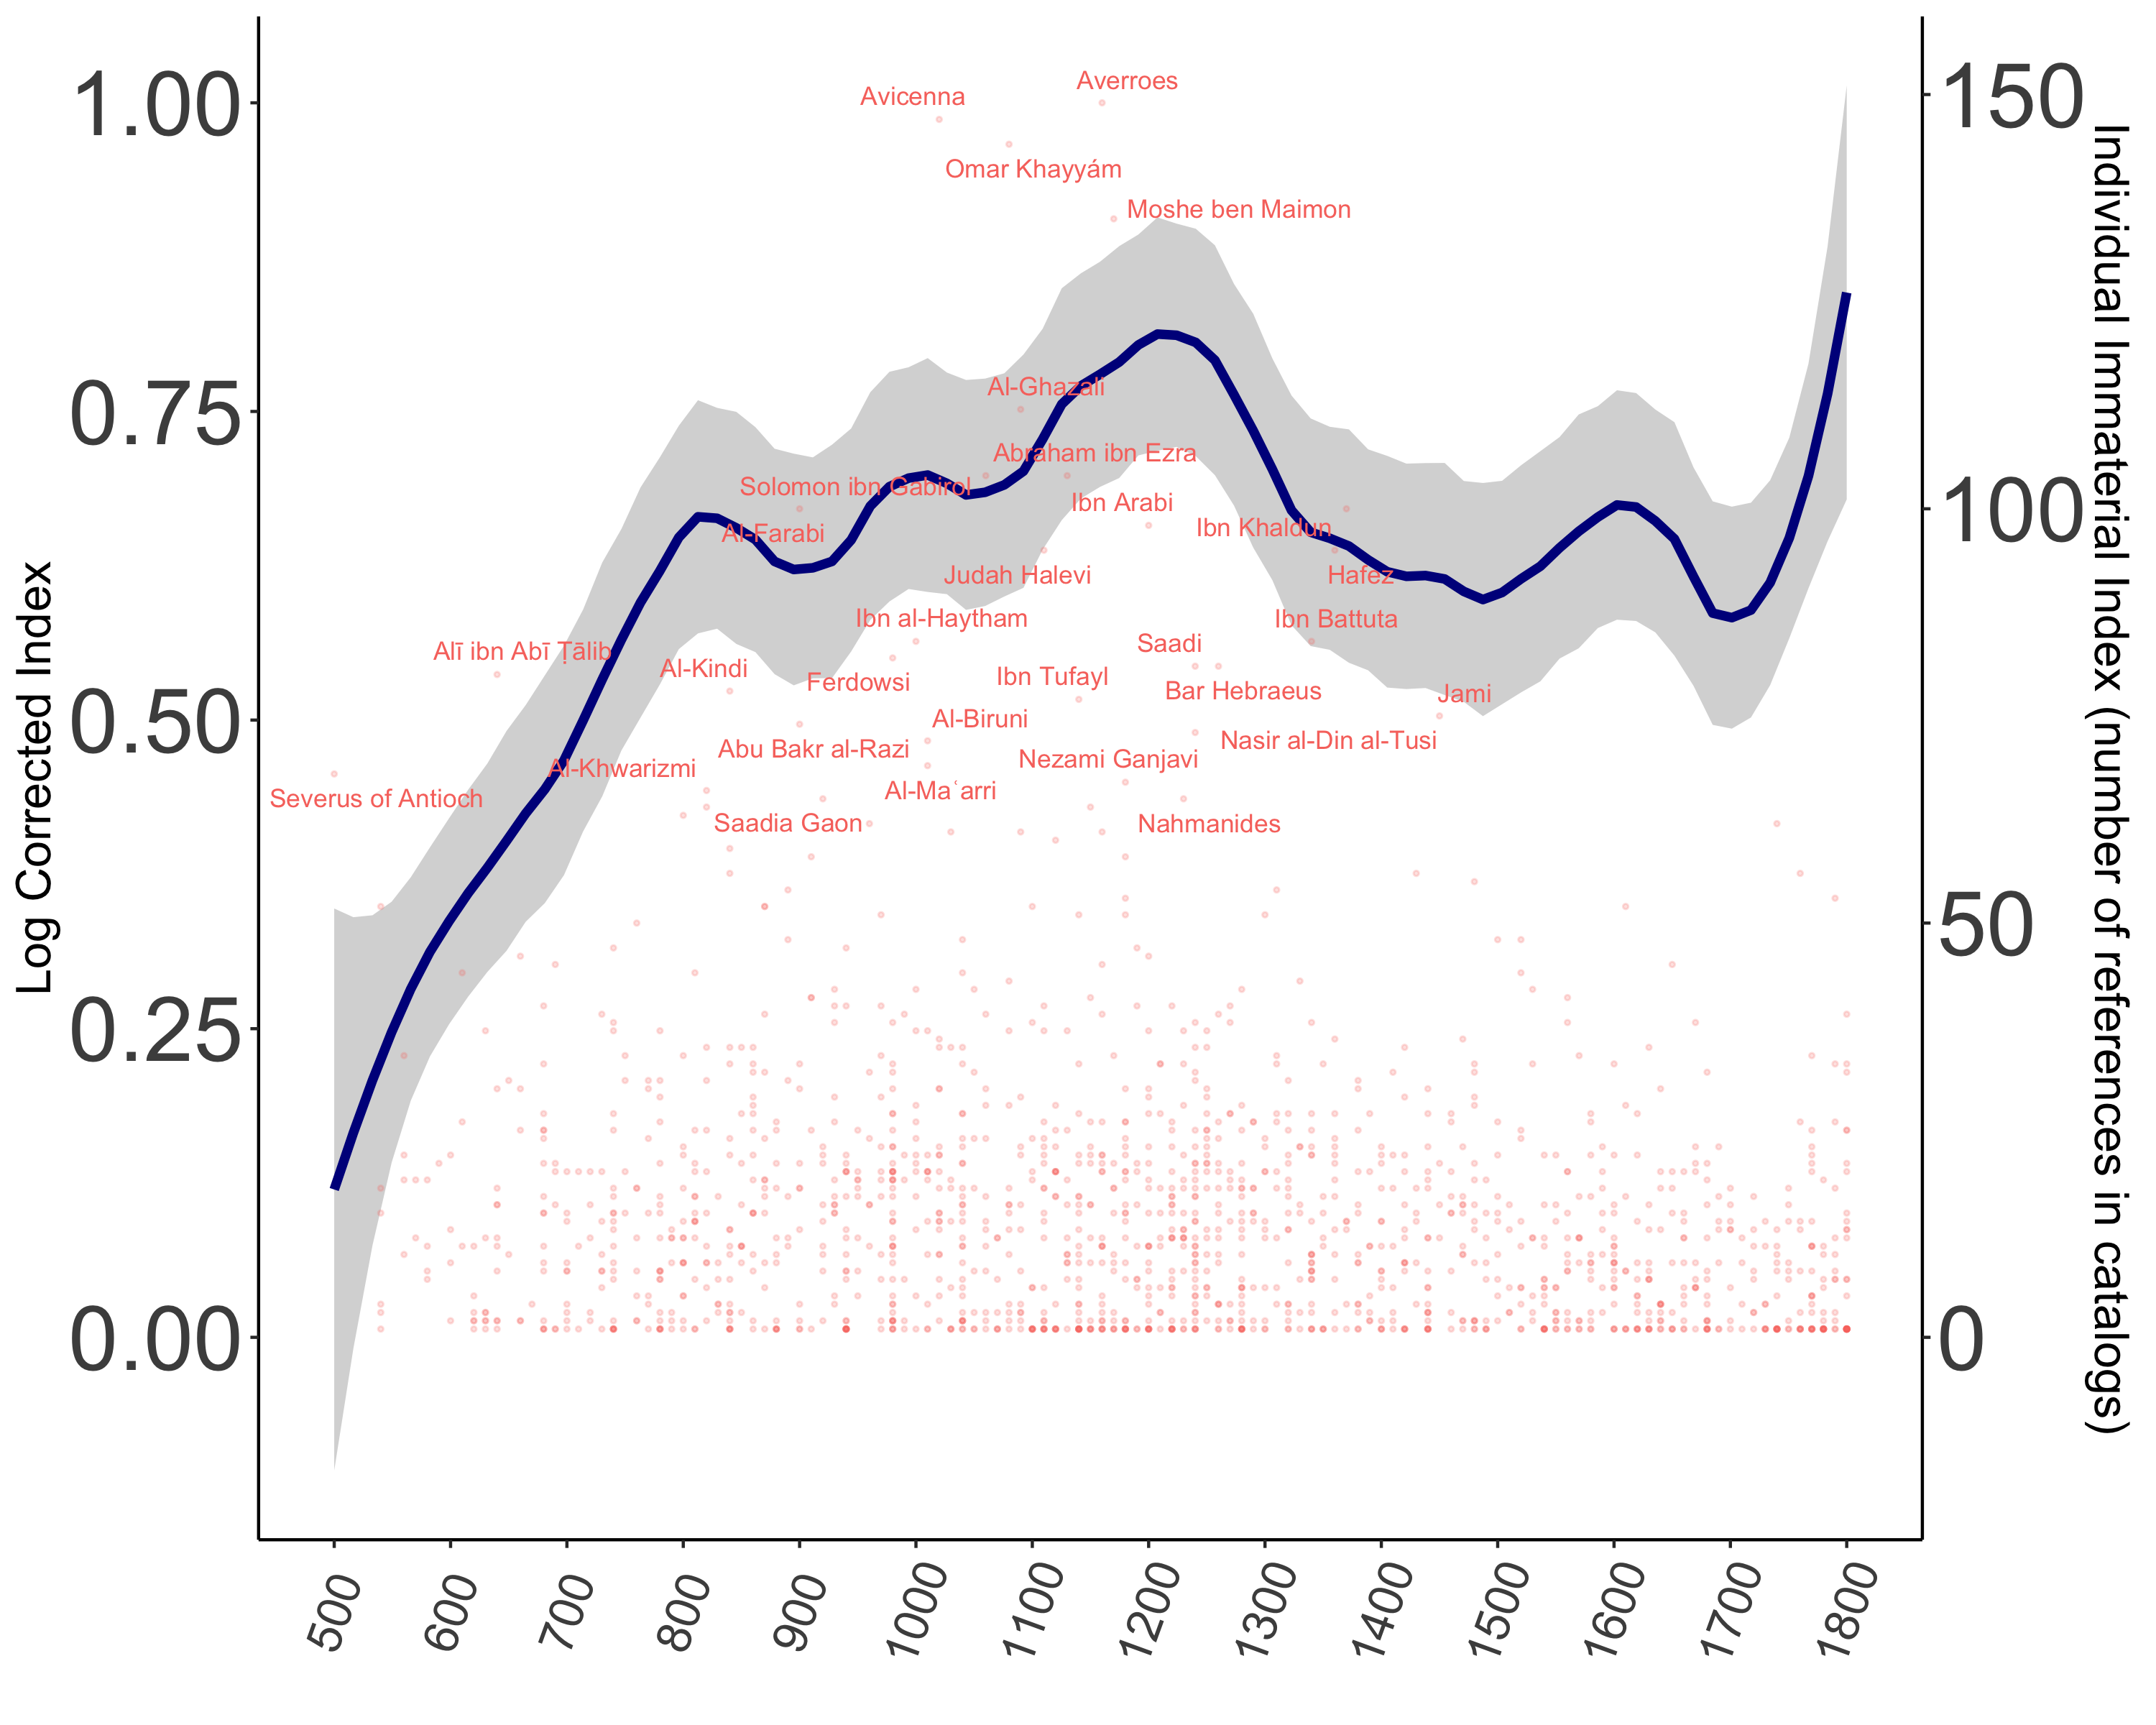 Log Corrected Index
1.00
0.75
0.50
0.25
0.00
Averroes
Avicenna
Omar Khayyám
Moshe ben Maimon
Al-Ghazali
Abraham ibn Ezra
Solomon ibn Gabirol
Ibn Arabi
Ibn Khaldun
Al-Farabi
Judah Halevi
Hafez
Ibn al-Haytham
Ibn Battuta
Saadi
Alī ibn Abī Ṭālib
Al-Kindi
Ibn Tufayl
Ferdowsi
Bar Hebraeus
Jami
Al-Biruni
Nasir al-Din al-Tusi
Abu Bakr al-Razi
Nezami Ganjavi
Al-Khwarizmi
Al-Maʿarri
Severus of Antioch
Saadia Gaon
Nahmanides
150
100
50
0
Individual Immaterial Index (number of references in catalogs)
500
600
700
800
900
1000
1100
1200
1300
1400
1500
1600
1700
1800